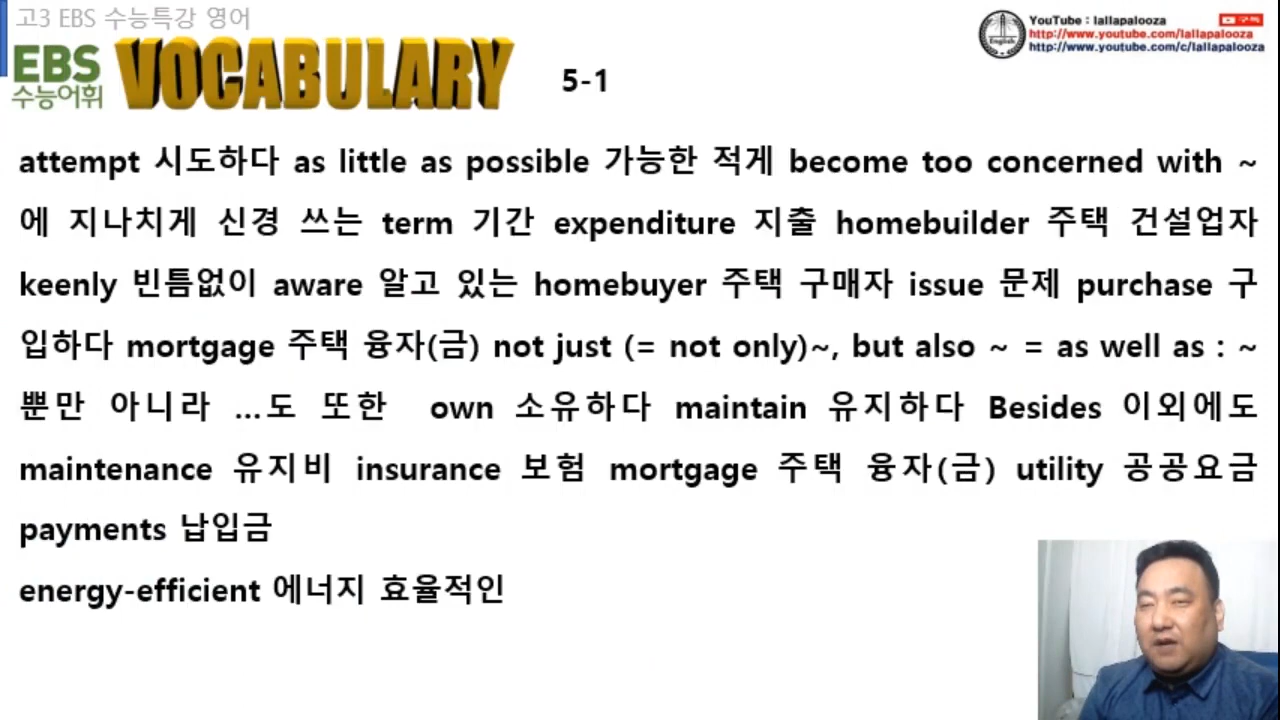 고3 EBS 수능특강 영어
EBS
수능어휘
VOCABULARY
5-1
YouTube : lallapalooza
구독
http://www.youtube.com/lallapalooza
http://www.youtube.com/c/lallapalooza
English
attempt 시도하다 as little as possible 가능한 적게 become too concerned with ~
에 지나치게 신경 쓰는 term 기간 expenditure 지출 homebuilder 주택 건설업자
keenly 빈틈없이 aware 알고 있는 homebuyer 주택 구매자 issue 문제 purchase 구
입하다 mortgage 주택 융자(금) not just (= not only)~, but also ~ = as well as : ~
뿐만 아니라 ...도 또한 own 소유하다 maintain 유지하다 Besides 이외에도
maintenance 유지비 insurance 보험 mortgage 주택 융자(금) utility 공공요금
payments 납입금
energy-efficient 에너지 효율적인